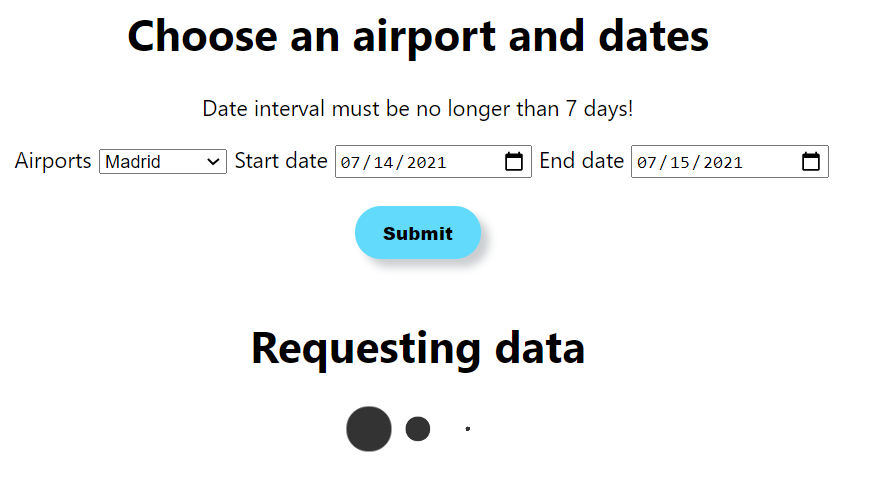 Choose an airport and dates
Date interval must be no longer than 7 days!
Airports Madrid Start date 07/14/2021 End date 07/15/2021
Submit
Requesting data